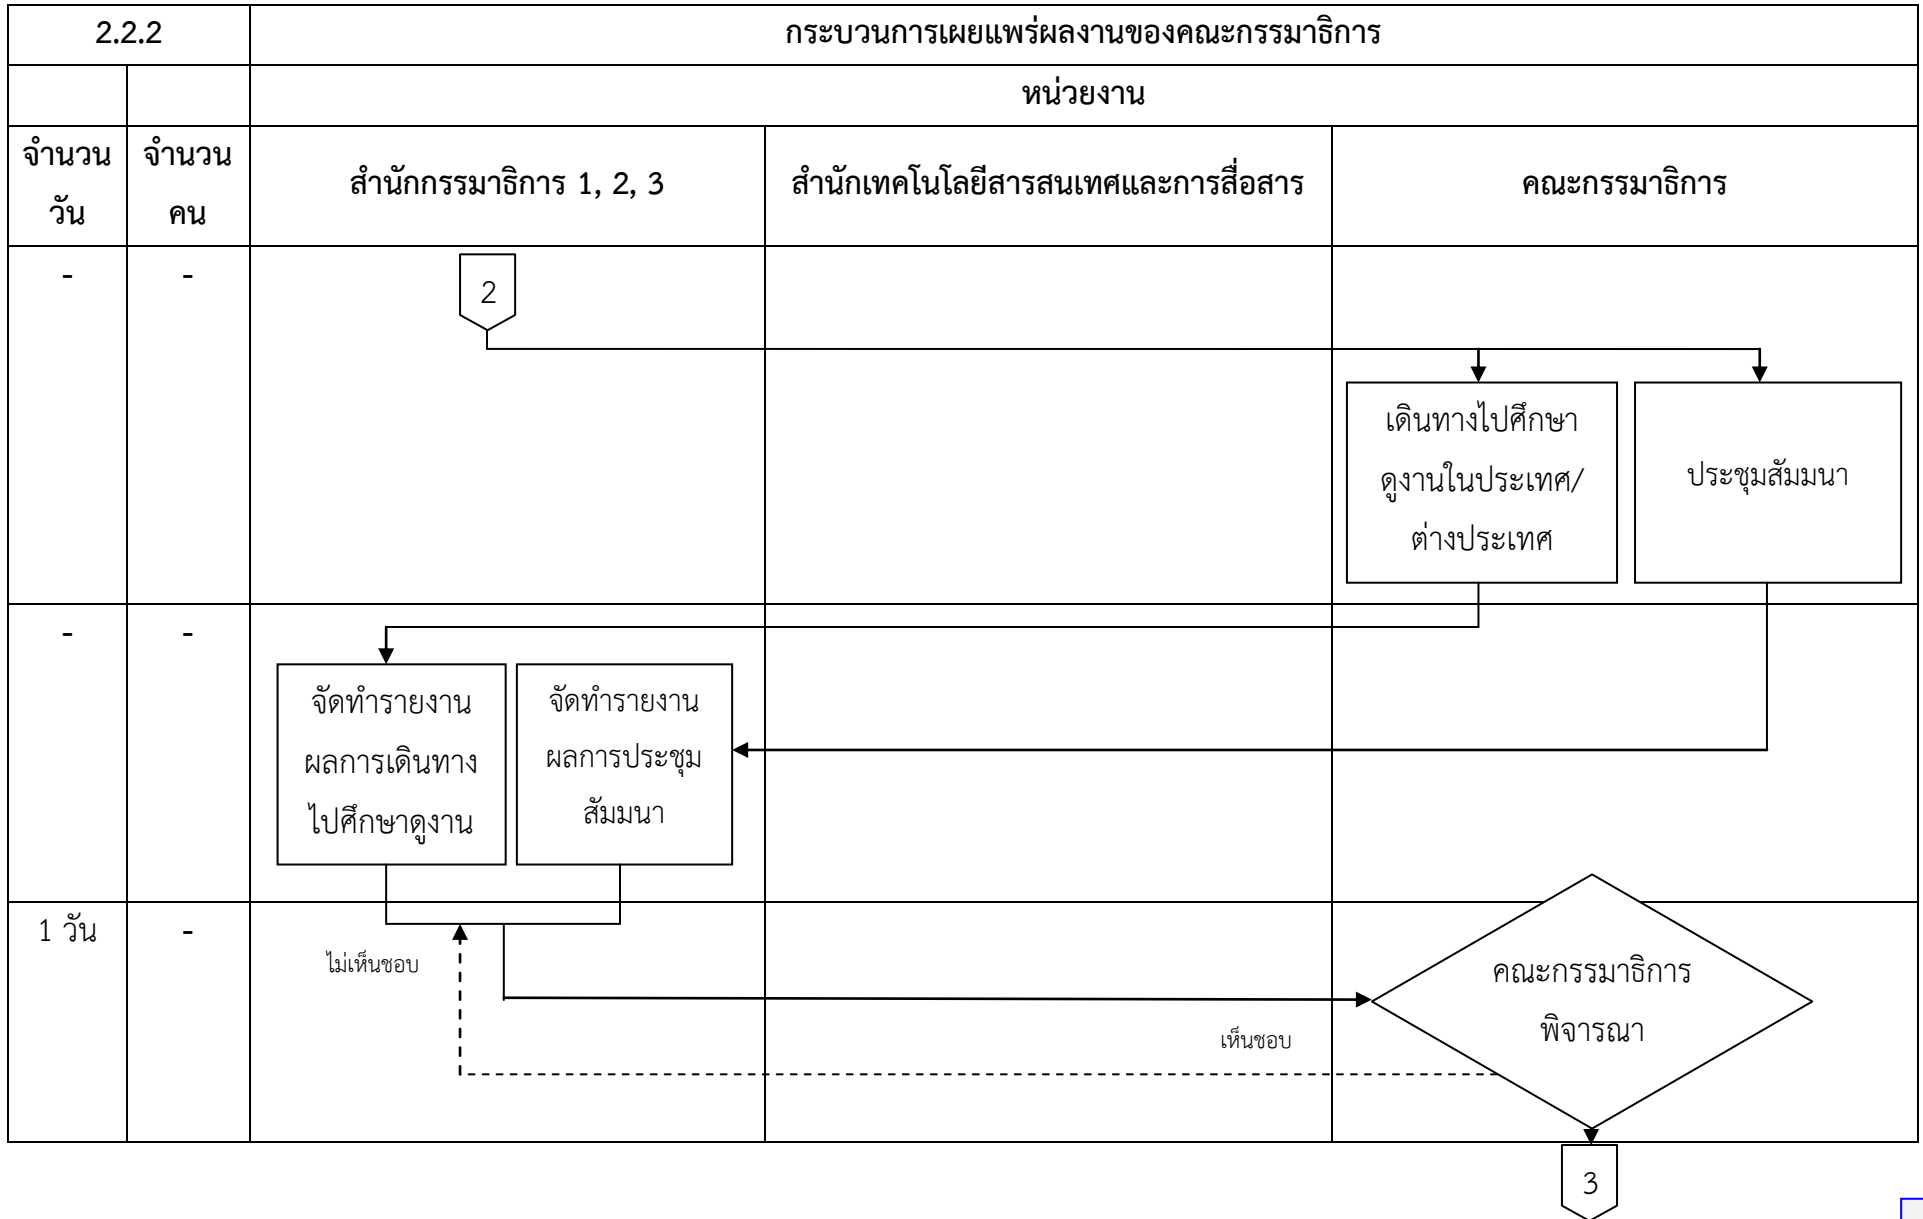 2.2.2
กระบวนการเผยแพร่ผลงานของคณะกรรมาธิการ
หน่วยงาน
จำนวน
วัน
จำนวน
คน
สำนักกรรมาธิการ 1, 2, 3
สำนักเทคโนโลยีสารสนเทศและการสื่อสาร
คณะกรรมาธิการ
-
-
2
เดินทางไปศึกษา
ดูงานในประเทศ/
ต่างประเทศ
ประชุมสัมมนา
-
-
จัดทำรายงาน
ผลการเดินทาง
ไปศึกษาดูงาน
จัดทำรายงาน
ผลการประชุม
สัมมนา
1 วัน
-
ไม่เห็นชอบ
คณะกรรมาธิการ
พิจารณา
เห็นชอบ
3